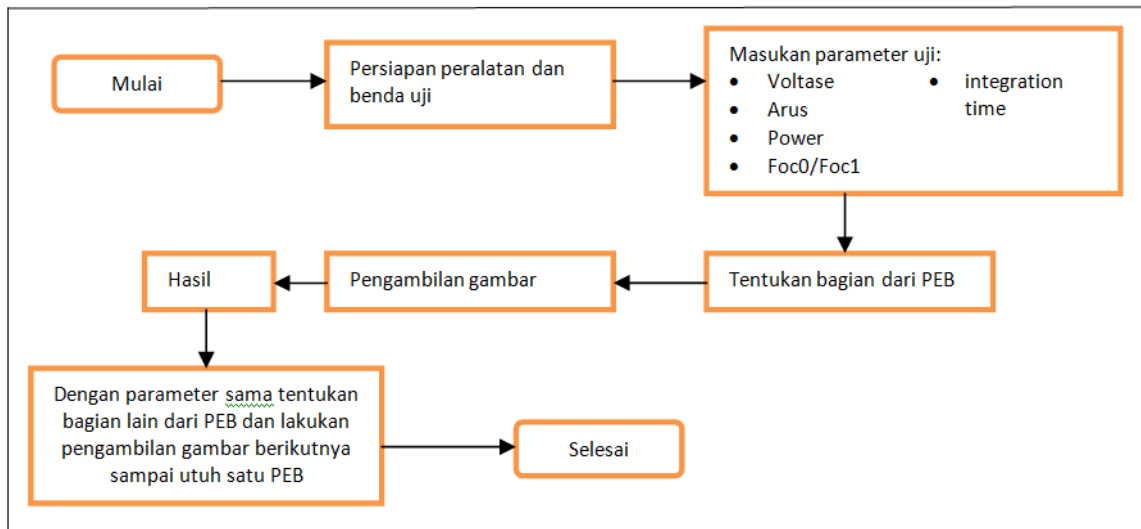 Mulai
Persiapan peralatan dan
benda uji
Masukan parameter uji:
• Voltase
• Arus
• Power
• Foc0/Foc1
• integration
time
Tentukan bagian dari PEB
Pengambilan gambar
Hasil
Dengan parameter sama tentukan
bagian lain dari PEB dan lakukan
pengambilan gambar berikutnya
sampai utuh satu PEB
Selesai